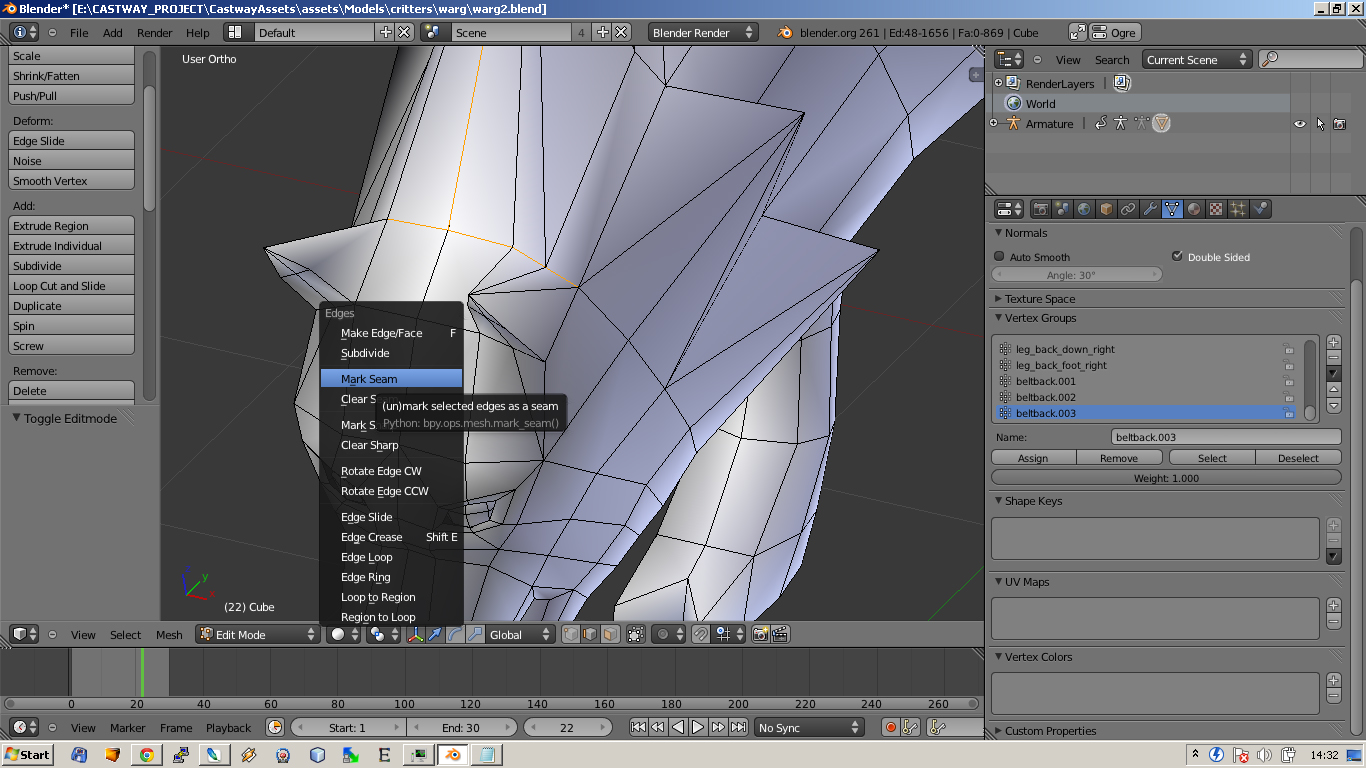 Blender* [E:\CASTWAY_PROJECT\CastwayAssets\assets\Models\critters\warg\warg2.blend]
File Add Render Help Default Scene 4 Blender Render blender.org 261 | Ed:48-1656 | Fa:0-869 | Cube Ogre
Scale
Shrink/Fatten
Push/Pull
Deform:
Edge Slide
Noise
Smooth Vertex
Add:
Extrude Region
Extrude Individual
Subdivide
Loop Cut and Slide
Duplicate
Spin
Screw
Remove:
Delete
Toggle Editmode
User Ortho
Edges
Make Edge/Face F
Subdivide
Mark Seam
Clear S
(un)mark selected edges as a seam
Python: bpy.ops.mesh.mark_seam()
Mark S
Clear Sharp
Rotate Edge CW
Rotate Edge CCW
Edge Slide
Edge Crease Shift E
Edge Loop
Edge Ring
Loop to Region
Region to Loop
z
y
x
(22) Cube
View Select Mesh Edit Mode Global
View Search Current Scene
RenderLayers
World
Armature
Normals
Auto Smooth Double Sided
Angle: 30°
Texture Space
Vertex Groups
leg_back_down_right
leg_back_foot_right
beltback.001
beltback.002
beltback.003
Name: beltback.003
Assign Remove Select Deselect
Weight: 1.000
Shape Keys
UV Maps
Vertex Colors
Custom Properties
0 20 40 60 80 100 120 140 160 180 200 220 240 260
View Marker Frame Playback Start: 1 End: 30 22 No Sync
Start 14:32